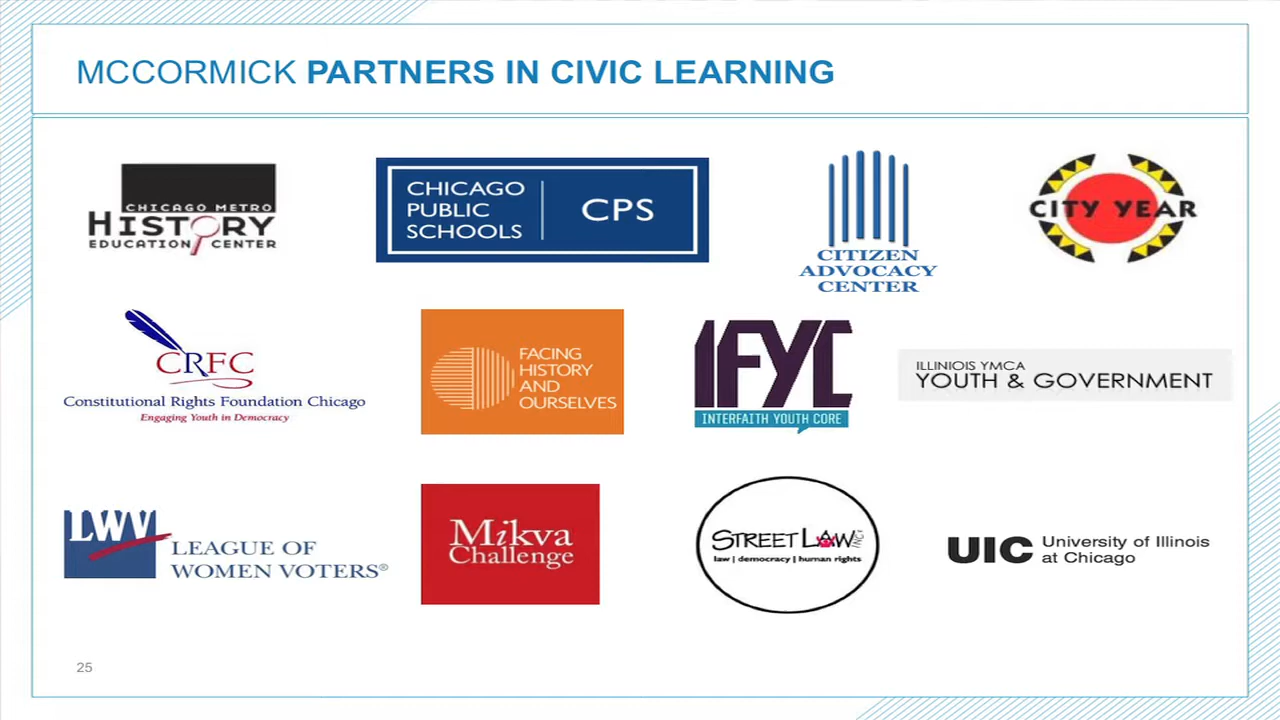 MCCORMICK PARTNERS IN CIVIC LEARNING
CHICAGO METRO
HISTORY
EDUCATION CENTER
CHICAGO
PUBLIC
SCHOOLS
CPS
CITIZEN
ADVOCACY
CENTER
CITY YEAR
CRFC
Constitutional Rights Foundation Chicago
Engaging Youth in Democracy
FACING
HISTORY
AND
OURSELVES
IFYC
INTERFAITH YOUTH CORE
ILLINIOIS YMCA
YOUTH & GOVERNMENT
LWV
LEAGUE OF
WOMEN VOTERS®
Mikva
Challenge
STREET LAW INC.
law | democracy | human rights
UIC
University of Illinois
at Chicago
25